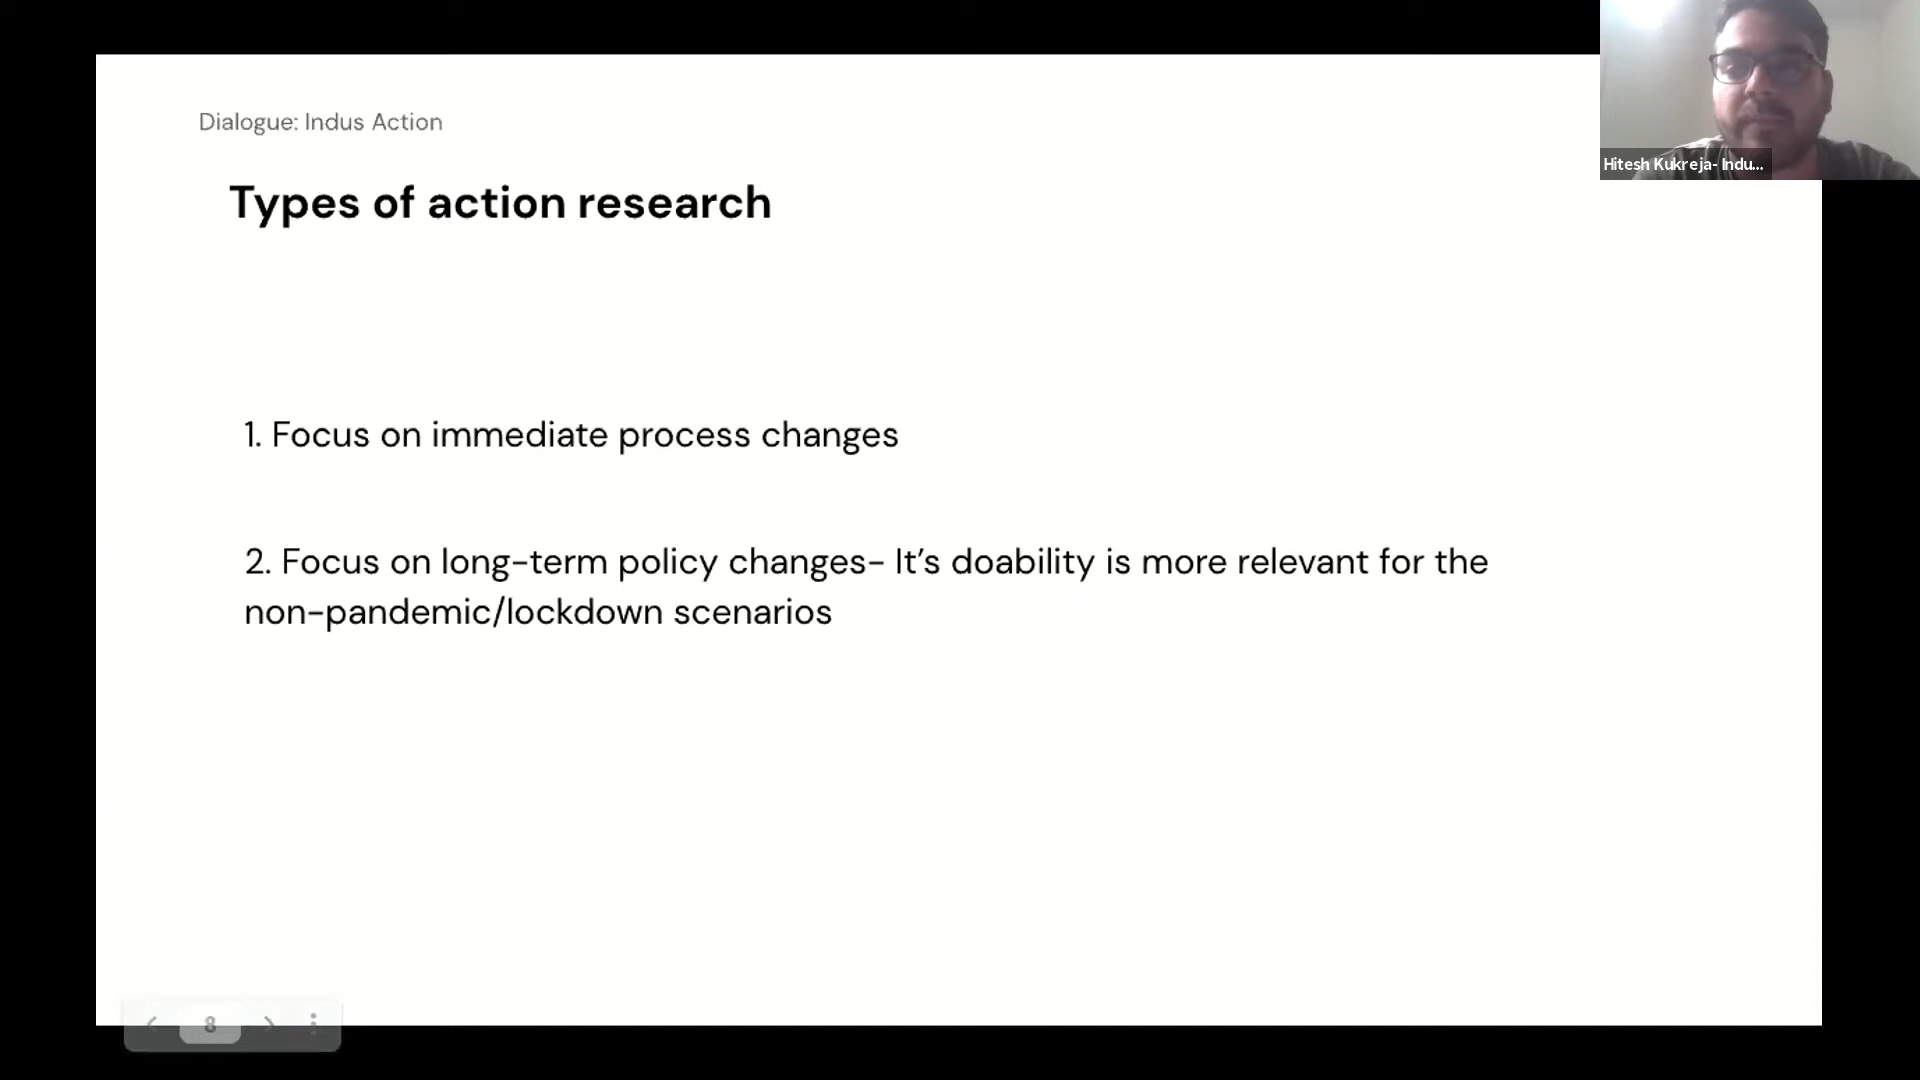 Dialogue: Indus Action
Hitesh Kukreja- Indu...
Types of action research
1. Focus on immediate process changes
2. Focus on long-term policy changes- It’s doability is more relevant for the
non-pandemic/lockdown scenarios
8